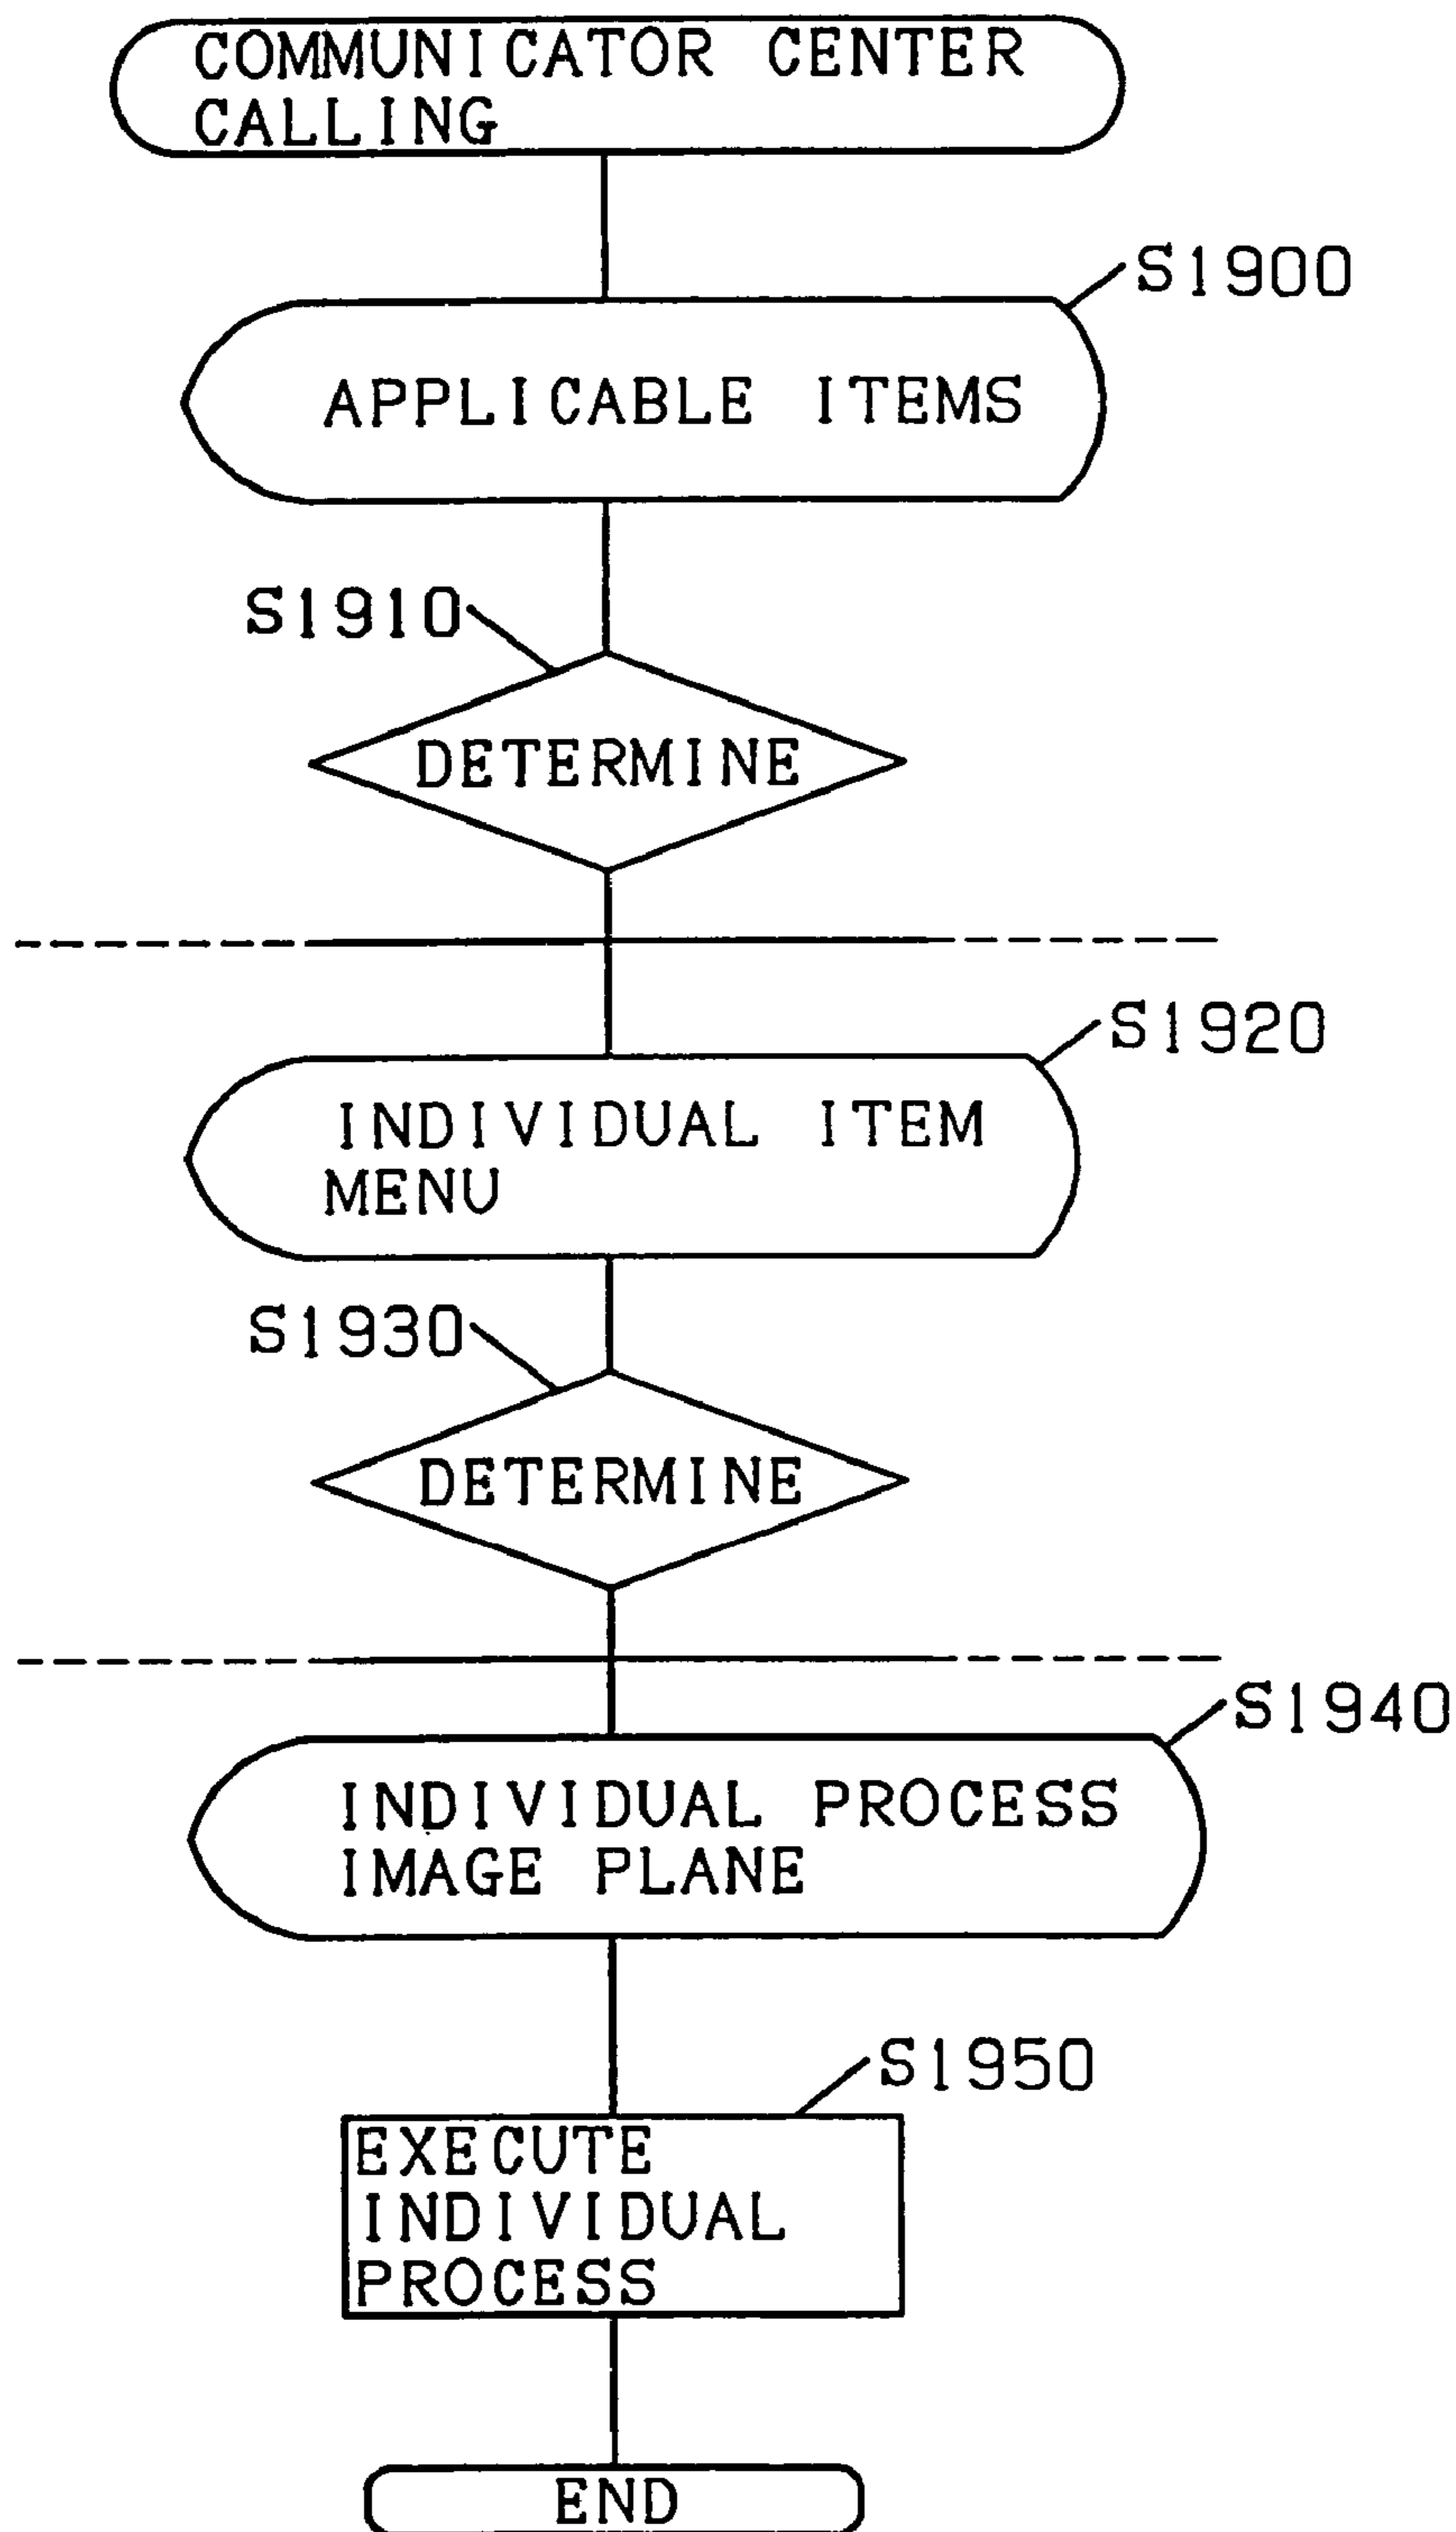 COMMUNICATOR CENTER
CALLING
S1900
APPLICABLE ITEMS
S1910
DETERMINE
S1920
INDIVIDUAL ITEM
MENU
S1930
DETERMINE
S1940
INDIVIDUAL PROCESS
IMAGE PLANE
S1950
EXECUTE
INDIVIDUAL
PROCESS
END